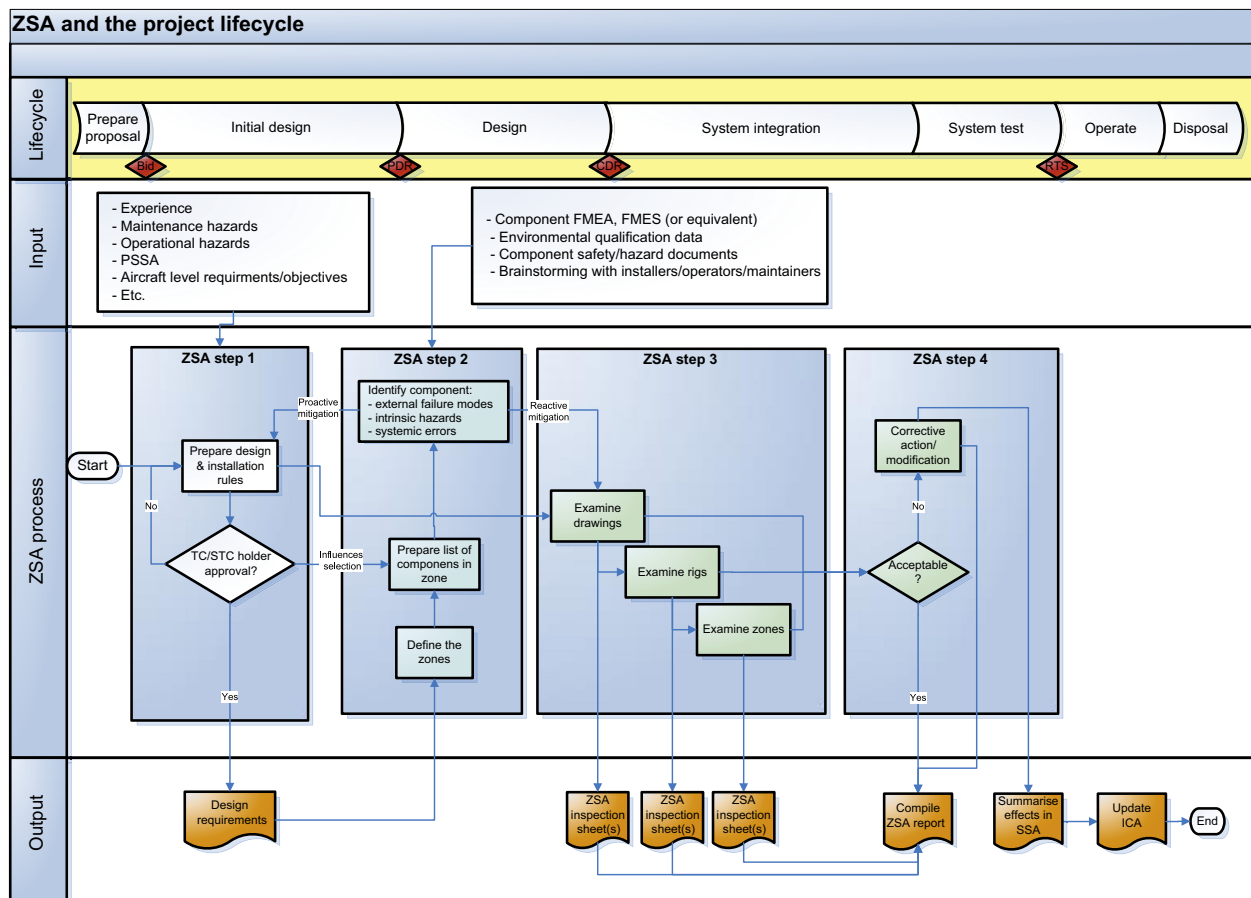 ZSA and the project lifecycle
Lifecycle
Prepare
proposal
Initial design
Design
System integration
System test
Operate
Disposal
Bid
PDR
CDR
RTS
Input
- Experience
- Maintenance hazards
- Operational hazards
- PSSA
- Aircraft level requirments/objectives
- Etc.
- Component FMEA, FMES (or equivalent)
- Environmental qualification data
- Component safety/hazard documents
- Brainstorming with installers/operators/maintainers
ZSA process
ZSA step 1
Start
Prepare design
& installation
rules
No
TC/STC holder
approval?
Yes
Proactive
mitigation
Influences
selection
ZSA step 2
Identify component:
- external failure modes
- intrinsic hazards
- systemic errors
Prepare list of
componens in
zone
Define the
zones
Reactive
mitigation
ZSA step 3
Examine
drawings
Examine rigs
Examine zones
ZSA step 4
Corrective
action/
modification
No
Acceptable
?
Yes
Output
Design
requirements
ZSA
inspection
sheet(s)
ZSA
inspection
sheet(s)
ZSA
inspection
sheet(s)
Compile
ZSA report
Summarise
effects in
SSA
Update
ICA
End